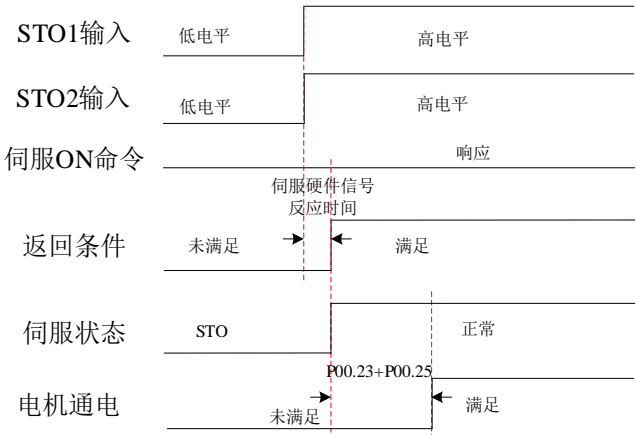 STO1输入
低电平
高电平
STO2输入
低电平
高电平
伺服ON命令
响应
伺服硬件信号
反应时间
返回条件
未满足
满足
伺服状态
STO
正常
P00.23+P00.25
电机通电
未满足
满足